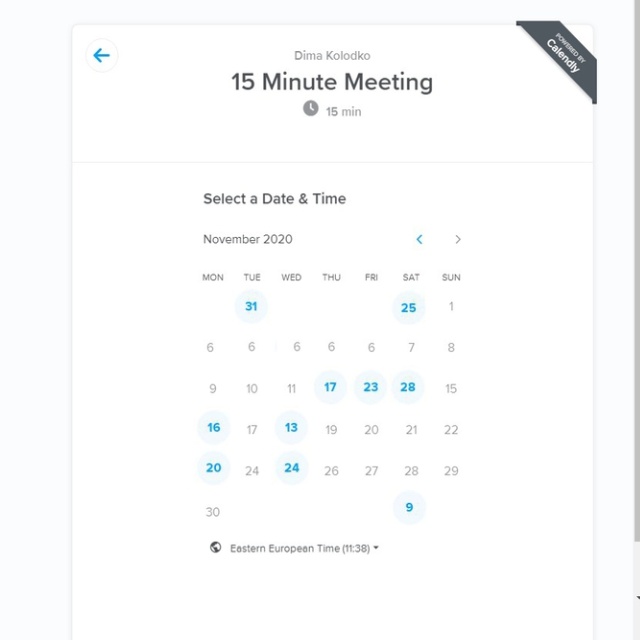 POWERED BY
Calendly
Dima Kolodko
15 Minute Meeting
15 min
Select a Date & Time
November 2020
MON TUE WED THU FRI SAT SUN
31 25 1
6 6 6 6 6 7 8
9 10 11 17 23 28 15
16 17 13 19 20 21 22
20 24 24 26 27 28 29
30 9
Eastern European Time (11:38)